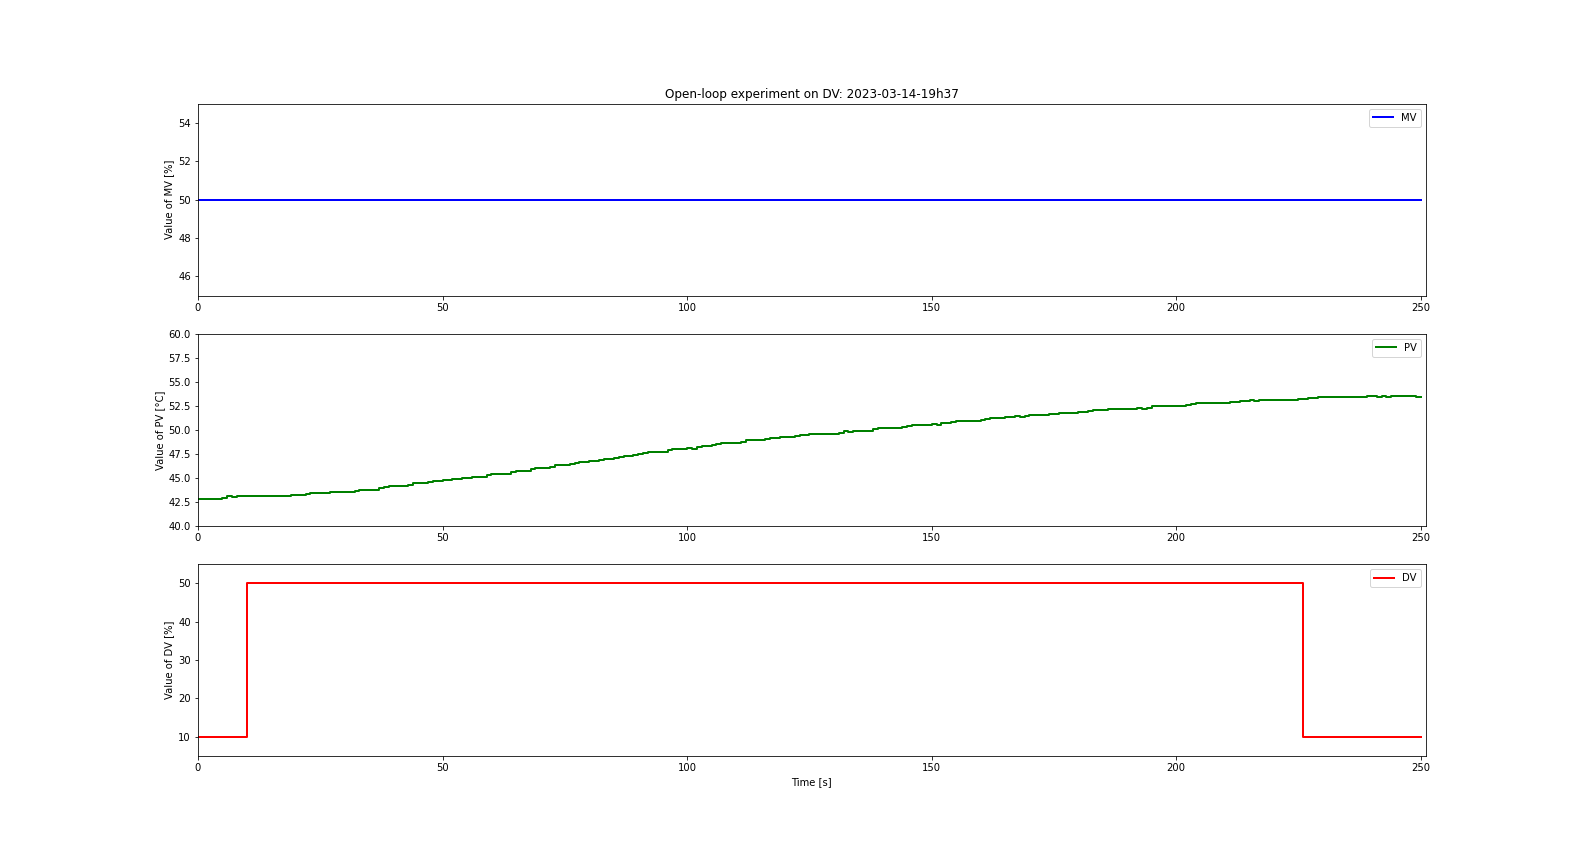 Open-loop experiment on DV: 2023-03-14-19h37
54
52
50
48
46
Value of MV [%]
MV
0 50 100 150 200 250
60.0
57.5
55.0
52.5
50.0
47.5
45.0
42.5
40.0
Value of PV [°C]
PV
0 50 100 150 200 250
50
40
30
20
10
Value of DV [%]
DV
0 50 100 150 200 250
Time [s]